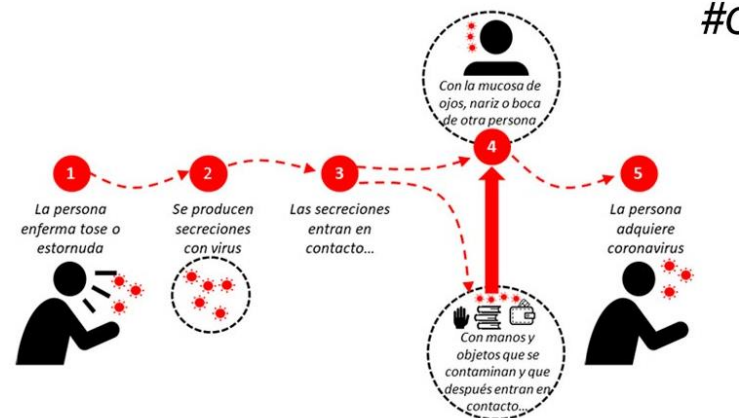 #
Con la mucosa de
ojos, nariz o boca
de otra persona
4
1
2
3
5
La persona
enferma tose o
estornuda
Se producen
secreciones
con virus
Las secreciones
entran en
contacto...
La persona
adquiere
coronavirus
Con manos y
objetos que se
contaminan y que
después entran en
contacto...